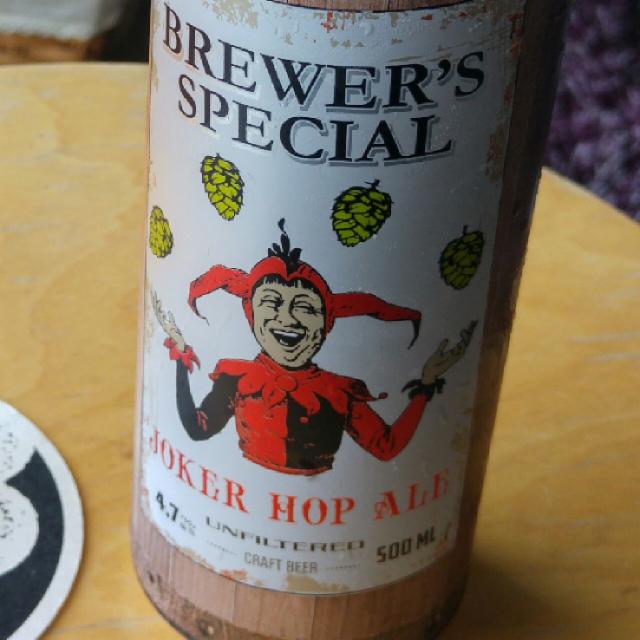 BREWER'S
SPECIAL
JOKER HOP ALE
4.7%
UNFILTERED
CRAFT BEER
500 ML